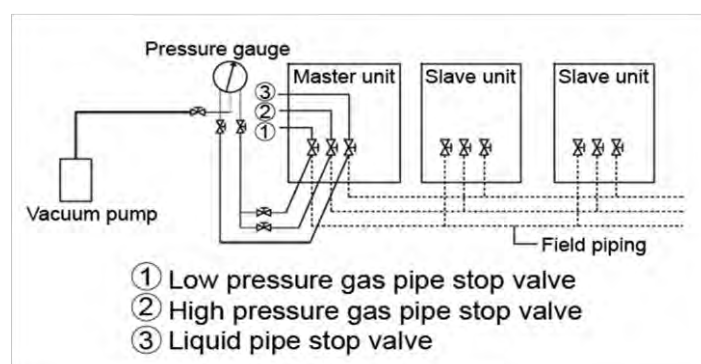 Pressure gauge
Master unit
Slave unit
Slave unit
③
②
①
Vacuum pump
Field piping
① Low pressure gas pipe stop valve
② High pressure gas pipe stop valve
③ Liquid pipe stop valve